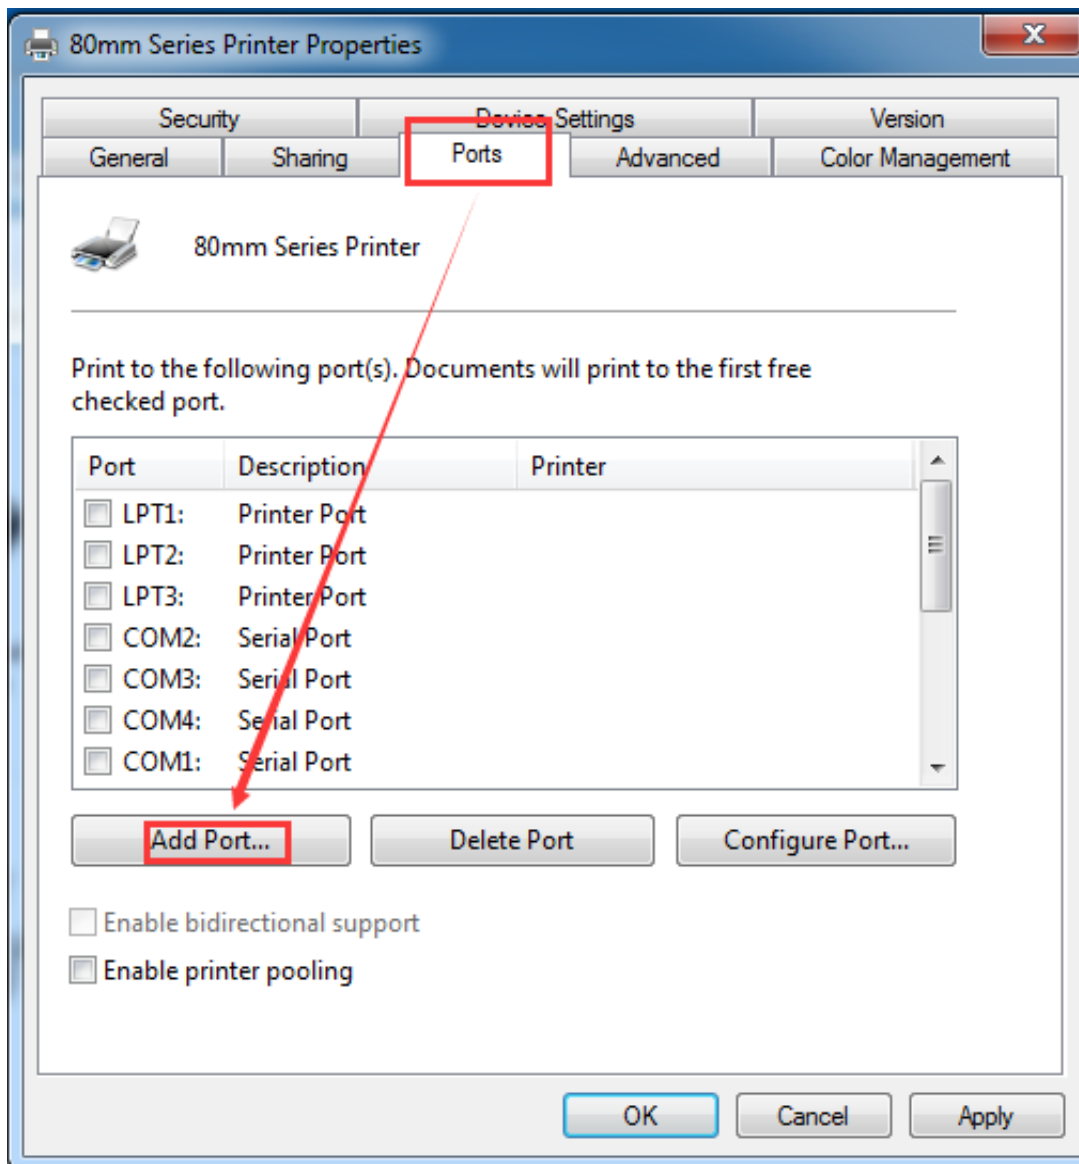 80mm Series Printer Properties
Security Device Settings Version
General Sharing Ports Advanced Color Management
80mm Series Printer
Print to the following port(s). Documents will print to the first free
checked port.
Port Description Printer
LPT1: Printer Port
LPT2: Printer Port
LPT3: Printer Port
COM2: Serial Port
COM3: Serial Port
COM4: Serial Port
COM1: Serial Port
Add Port... Delete Port Configure Port...
Enable bidirectional support
Enable printer pooling
OK Cancel Apply